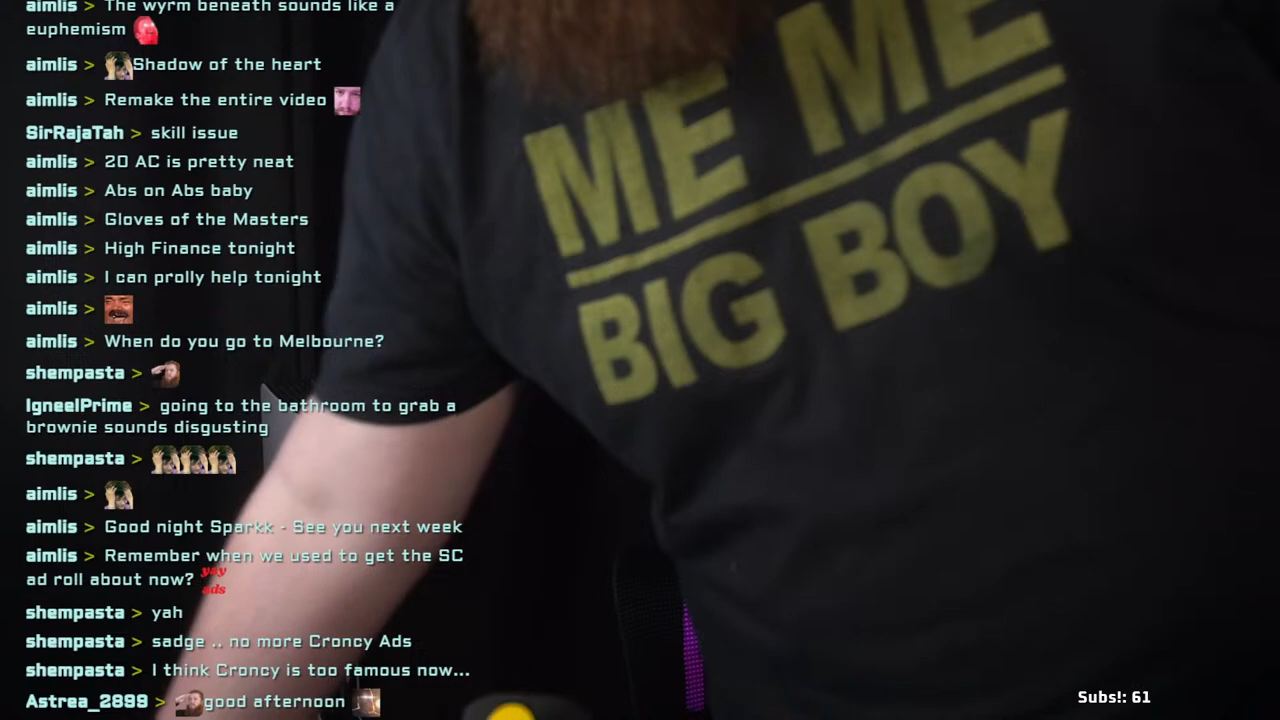 aimlis > The wyrm beneath sounds like a
euphemism
aimlis > Shadow of the heart
aimlis > Remake the entire video
SirRajaTah > skill issue
aimlis > 20 AC is pretty neat
aimlis > Abs on Abs baby
aimlis > Gloves of the Masters
aimlis > High Finance tonight
aimlis > I can prolly help tonight
aimlis >
aimlis > When do you go to Melbourne?
shempasta >
IgneelPrime > going to the bathroom to grab a
brownie sounds disgusting
shempasta >
aimlis >
aimlis > Good night Sparkk - See you next week
aimlis > Remember when we used to get the SC
ad roll about now? yay
ads
shempasta > yah
shempasta > sadge .. no more Croncy Ads
shempasta > I think Croncy is too famous now...
Astrea_2899 > good afternoon
ME ME
BIG BOY
Subs!: 61